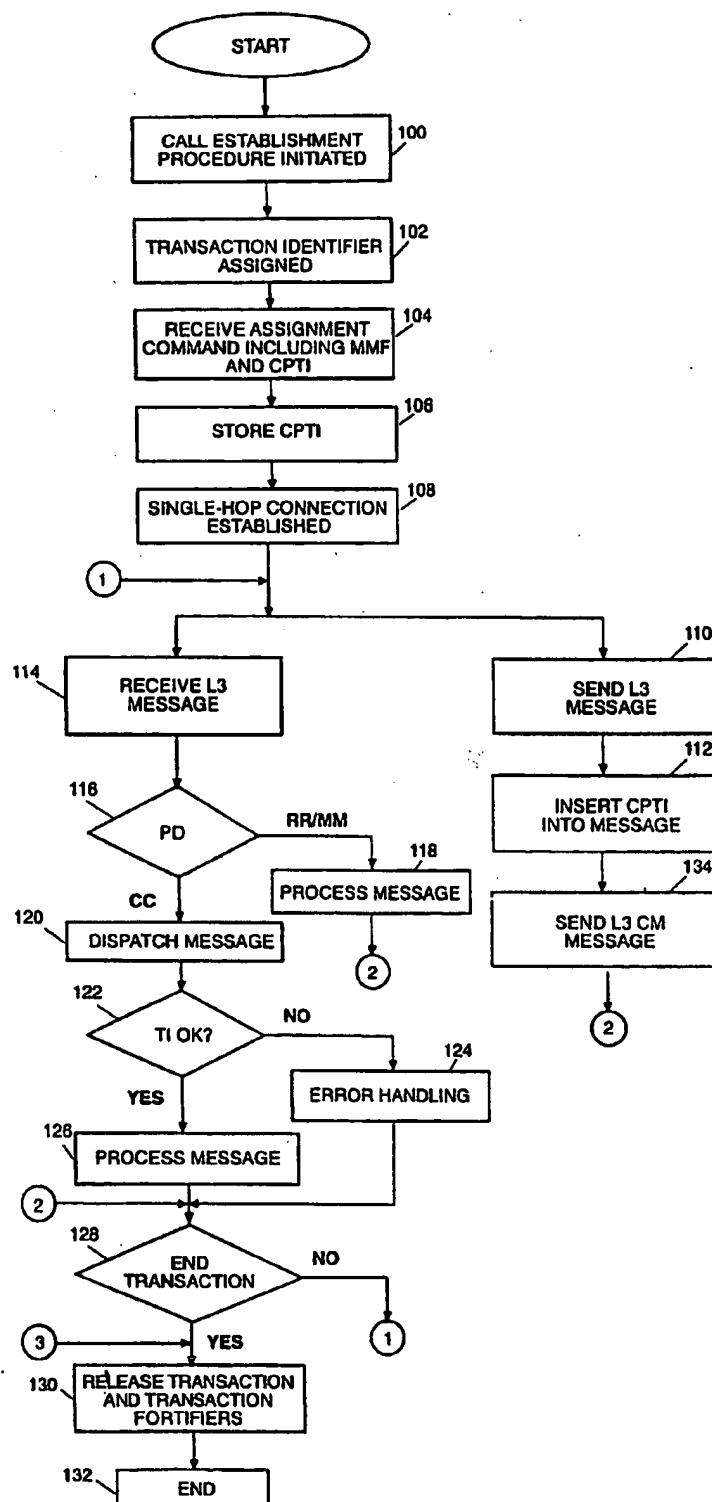 START
100
CALL ESTABLISHMENT
PROCEDURE INITIATED
102
TRANSACTION IDENTIFIER
ASSIGNED
104
RECEIVE ASSIGNMENT
COMMAND INCLUDING MMF
AND CPTI
106
STORE CPTI
108
SINGLE-HOP CONNECTION
ESTABLISHED
1
114
RECEIVE L3
MESSAGE
110
SEND L3
MESSAGE
116
PD
RR/MM
CC
118
PROCESS MESSAGE
2
112
INSERT CPTI
INTO MESSAGE
134
SEND L3 CM
MESSAGE
2
120
DISPATCH MESSAGE
122
TI OK?
NO
YES
124
ERROR HANDLING
126
PROCESS MESSAGE
2
128
END
TRANSACTION
NO
1
3
YES
130
RELEASE TRANSACTION
AND TRANSACTION
FORTIFIERS
132
END